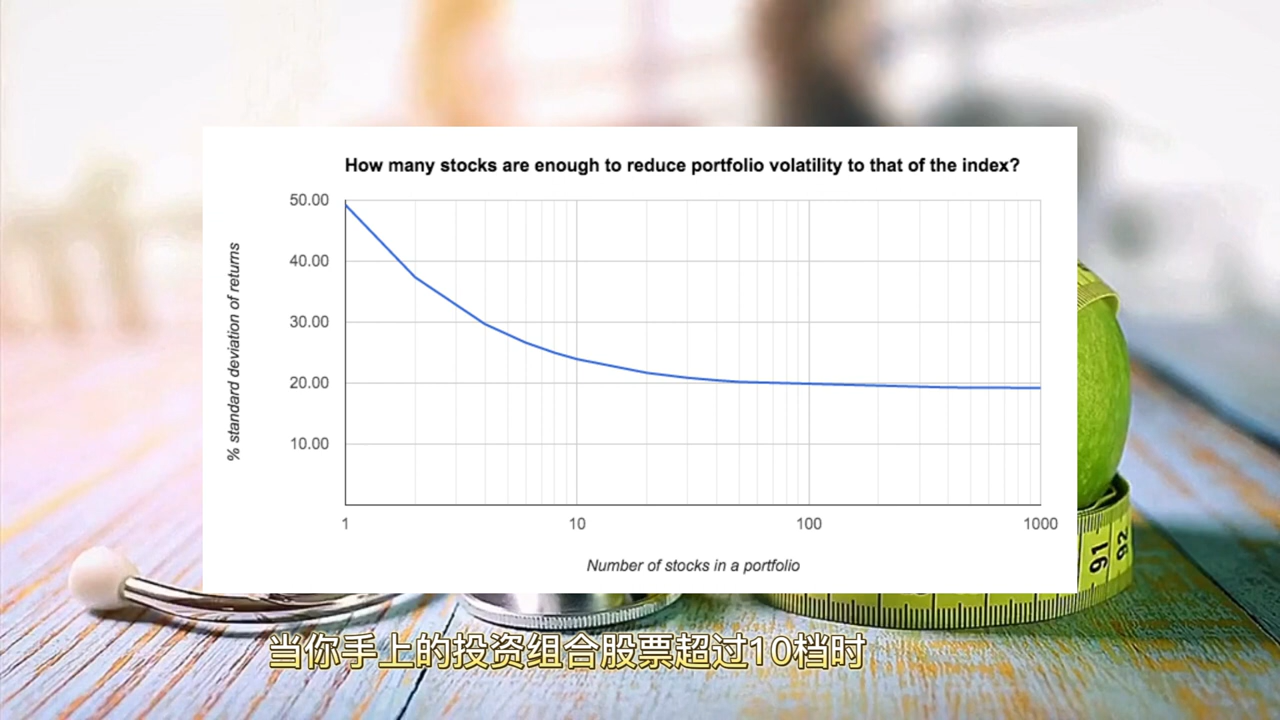 How many stocks are enough to reduce portfolio volatility to that of the index?
50.00
40.00
30.00
20.00
10.00
% standard deviation of returns
1 10 100 1000
Number of stocks in a portfolio
91 92
当你手上的投资组合股票超过10档时